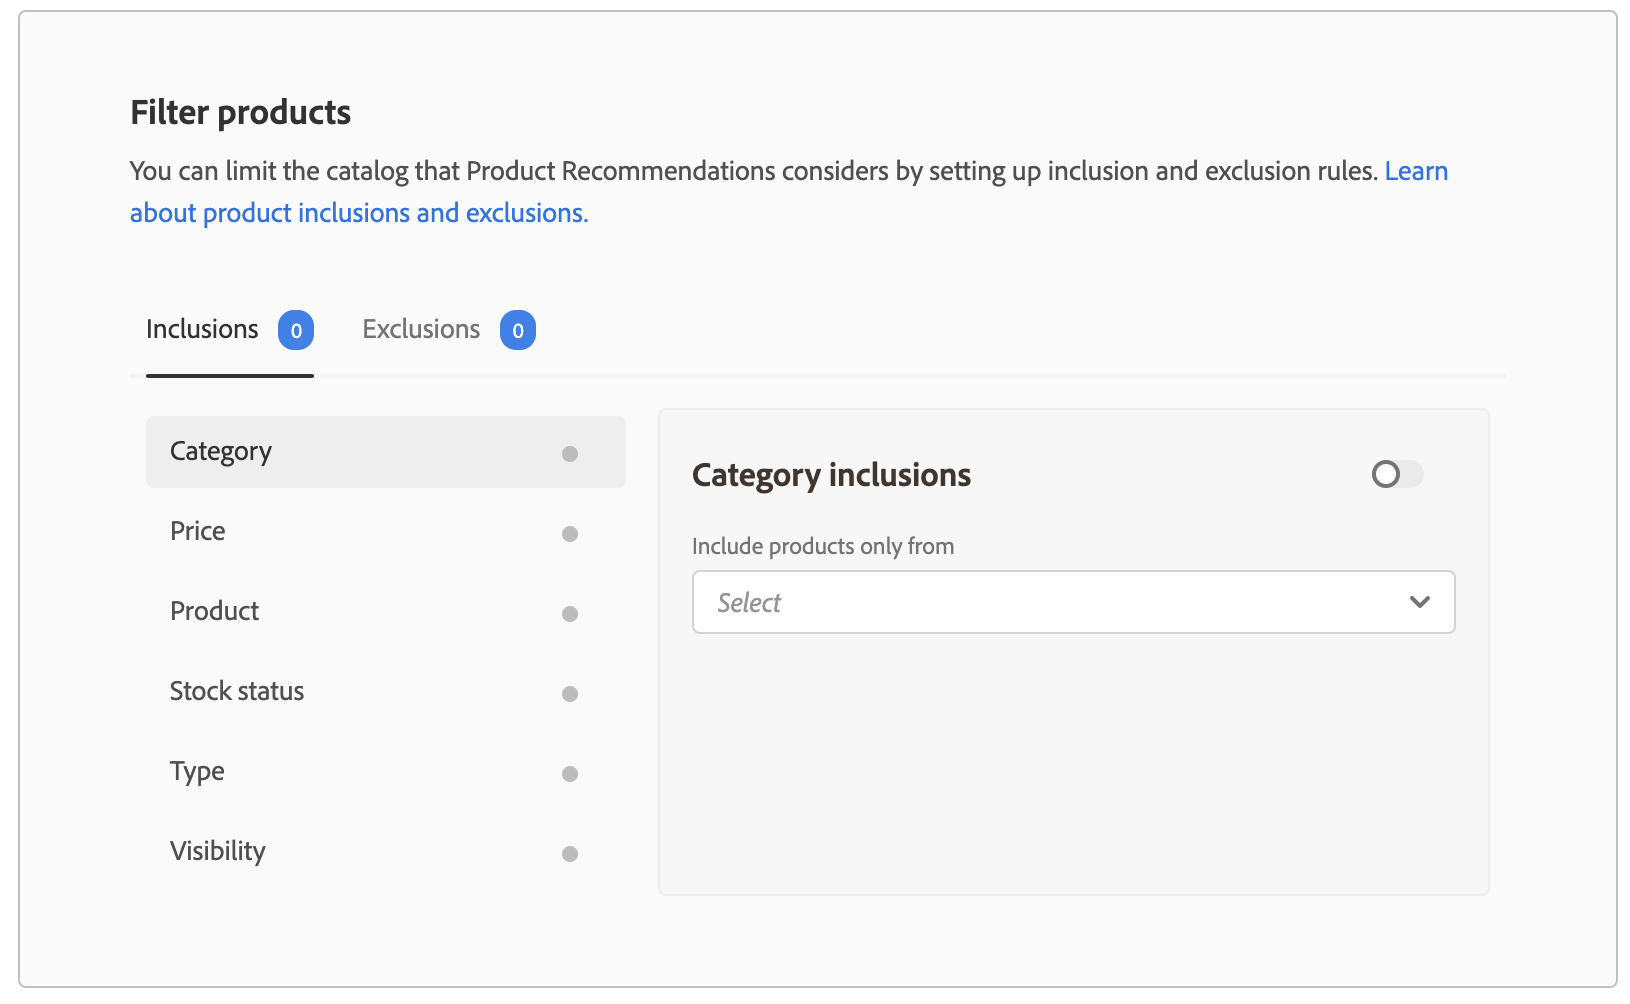 Filter products
You can limit the catalog that Product Recommendations considers by setting up inclusion and exclusion rules. Learn
about product inclusions and exclusions.
Inclusions 0 Exclusions 0
Category
Price
Product
Stock status
Type
Visibility
Category inclusions
Include products only from
Select